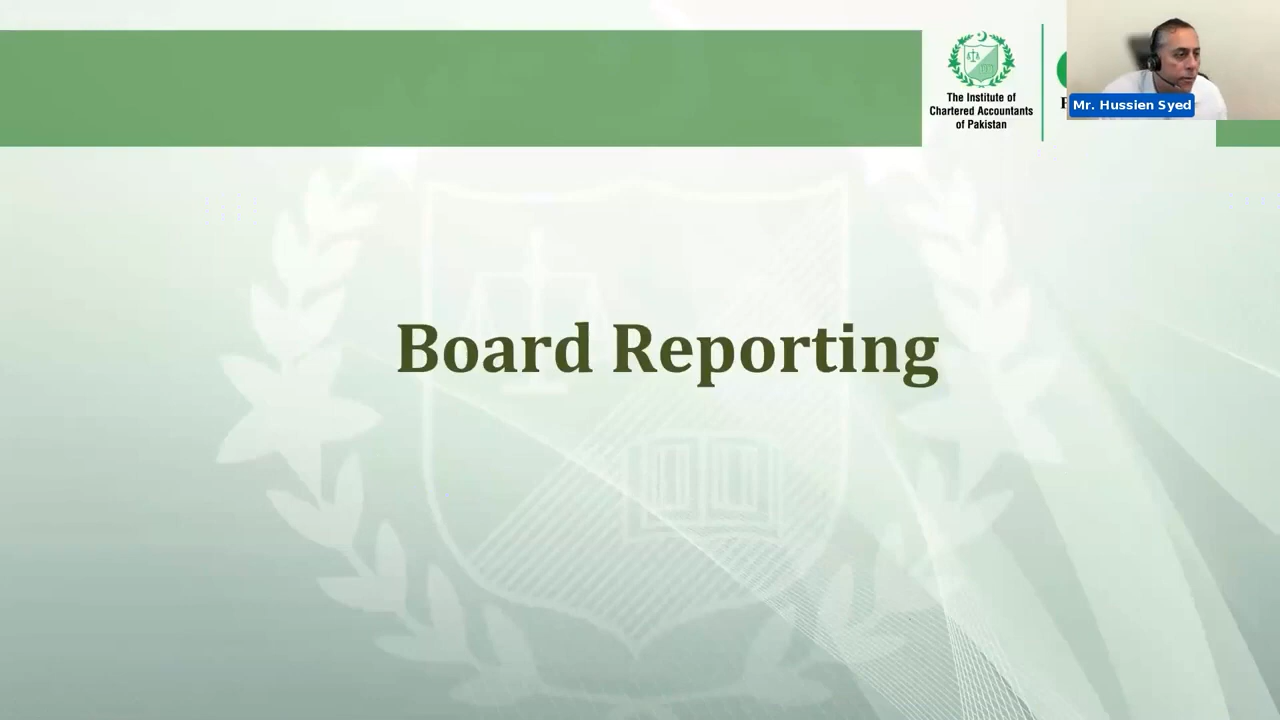 The Institute of
Chartered Accountants
of Pakistan
Mr. Hussien Syed
Board Reporting